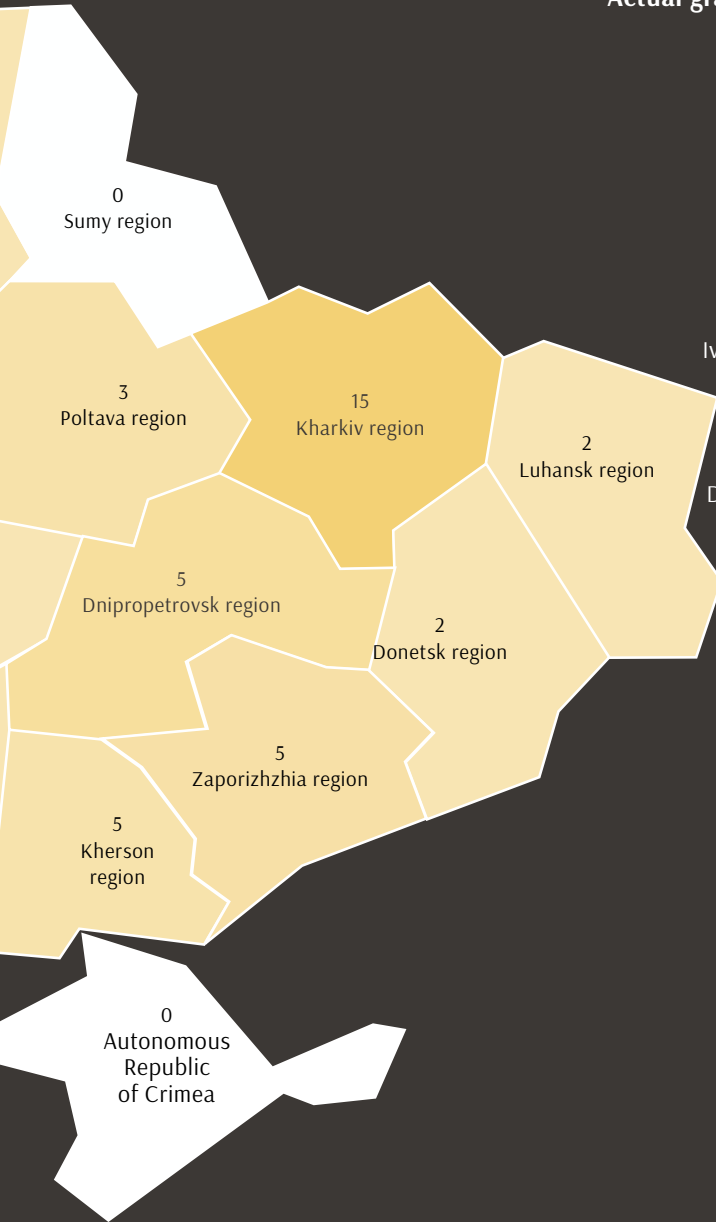 Actual
0
Sumy region
3
Poltava region
15
Kharkiv region
2
Luhansk region
5
Dnipropetrovsk region
2
Donetsk region
5
Zaporizhzhia region
5
Kherson
region
0
Autonomous
Republic
of Crimea